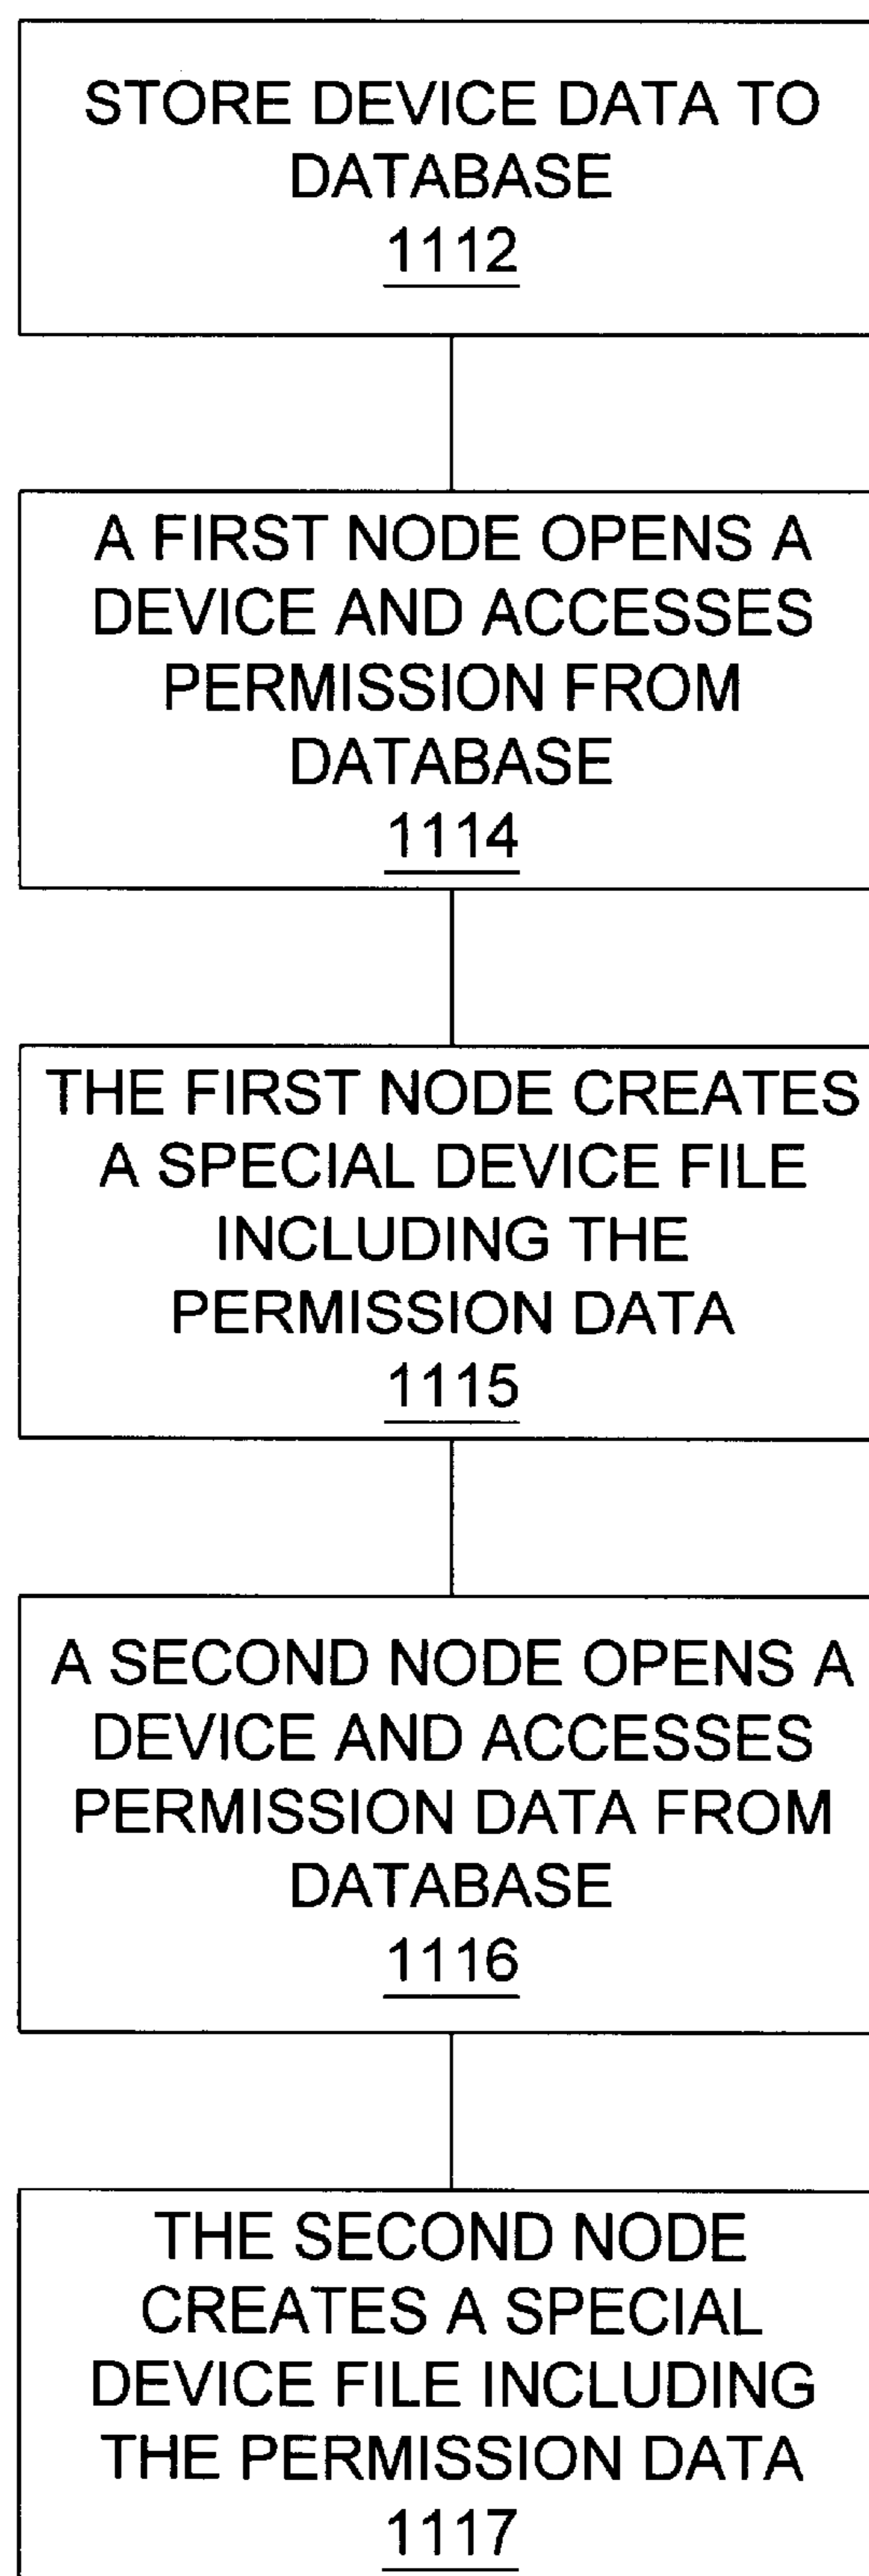 STORE DEVICE DATA TO
DATABASE
1112
A FIRST NODE OPENS A
DEVICE AND ACCESSES
PERMISSION FROM
DATABASE
1114
THE FIRST NODE CREATES
A SPECIAL DEVICE FILE
INCLUDING THE
PERMISSION DATA
1115
A SECOND NODE OPENS A
DEVICE AND ACCESSES
PERMISSION DATA FROM
DATABASE
1116
THE SECOND NODE
CREATES A SPECIAL
DEVICE FILE INCLUDING
THE PERMISSION DATA
1117